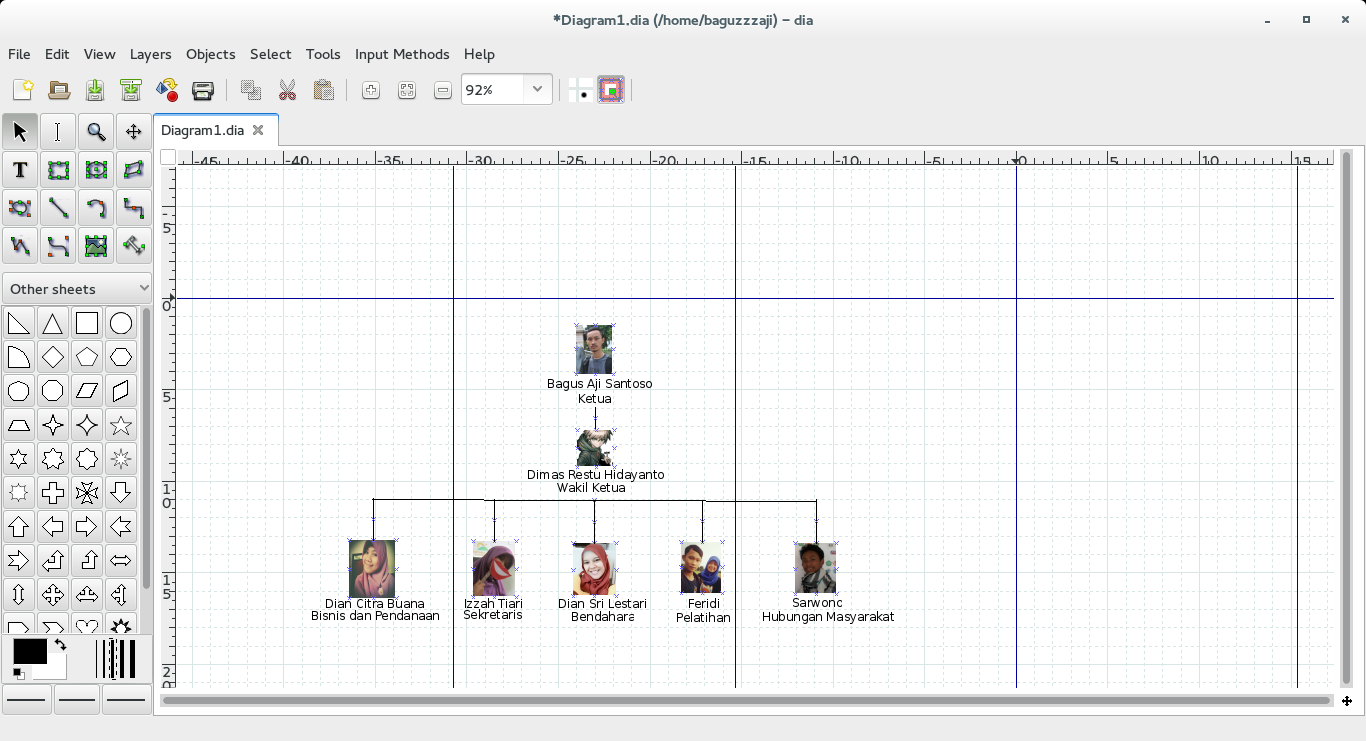 *Diagram1.dia (/home/baguzzzaji) – dia
File Edit View Layers Objects Select Tools Input Methods Help
92%
Diagram1.dia
-45 -40 -35 -30 -25 -20 -15 -10 -5 0 5 10 15
T
5
0
Other sheets
Bagus Aji Santoso
5
Ketua
Dimas Restu Hidayanto
Wakil Ketua
10
15
Dian Citra Buana Izzah Tiari Dian Sri Lestari Feridi Sarwono
Bisnis dan Pendanaan Sekretaris Bendahara Pelatihan Hubungan Masyarakat
20